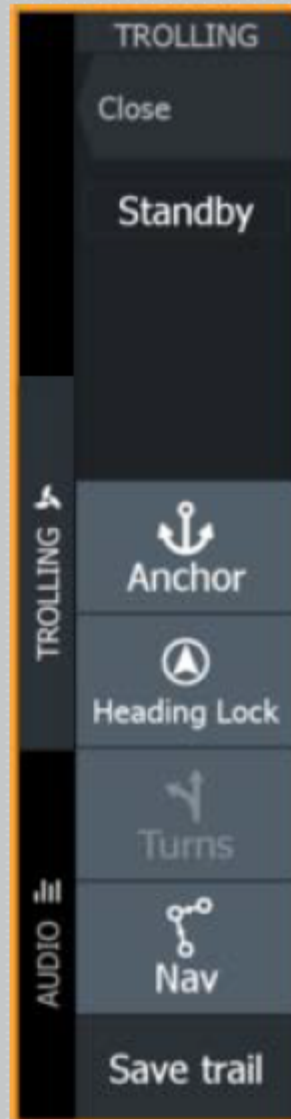 TROLLING
Close
Standby
TROLLING
Anchor
Heading Lock
Turns
AUDIO
Nav
Save trail